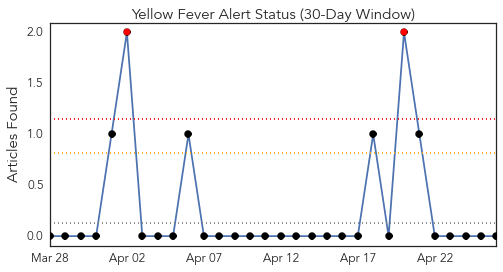 Yellow Fever Alert Status (30-Day Window)
Articles Found
2.0
1.5
1.0
0.5
0.0
Mar 28 Apr 02 Apr 07 Apr 12 Apr 17 Apr 22